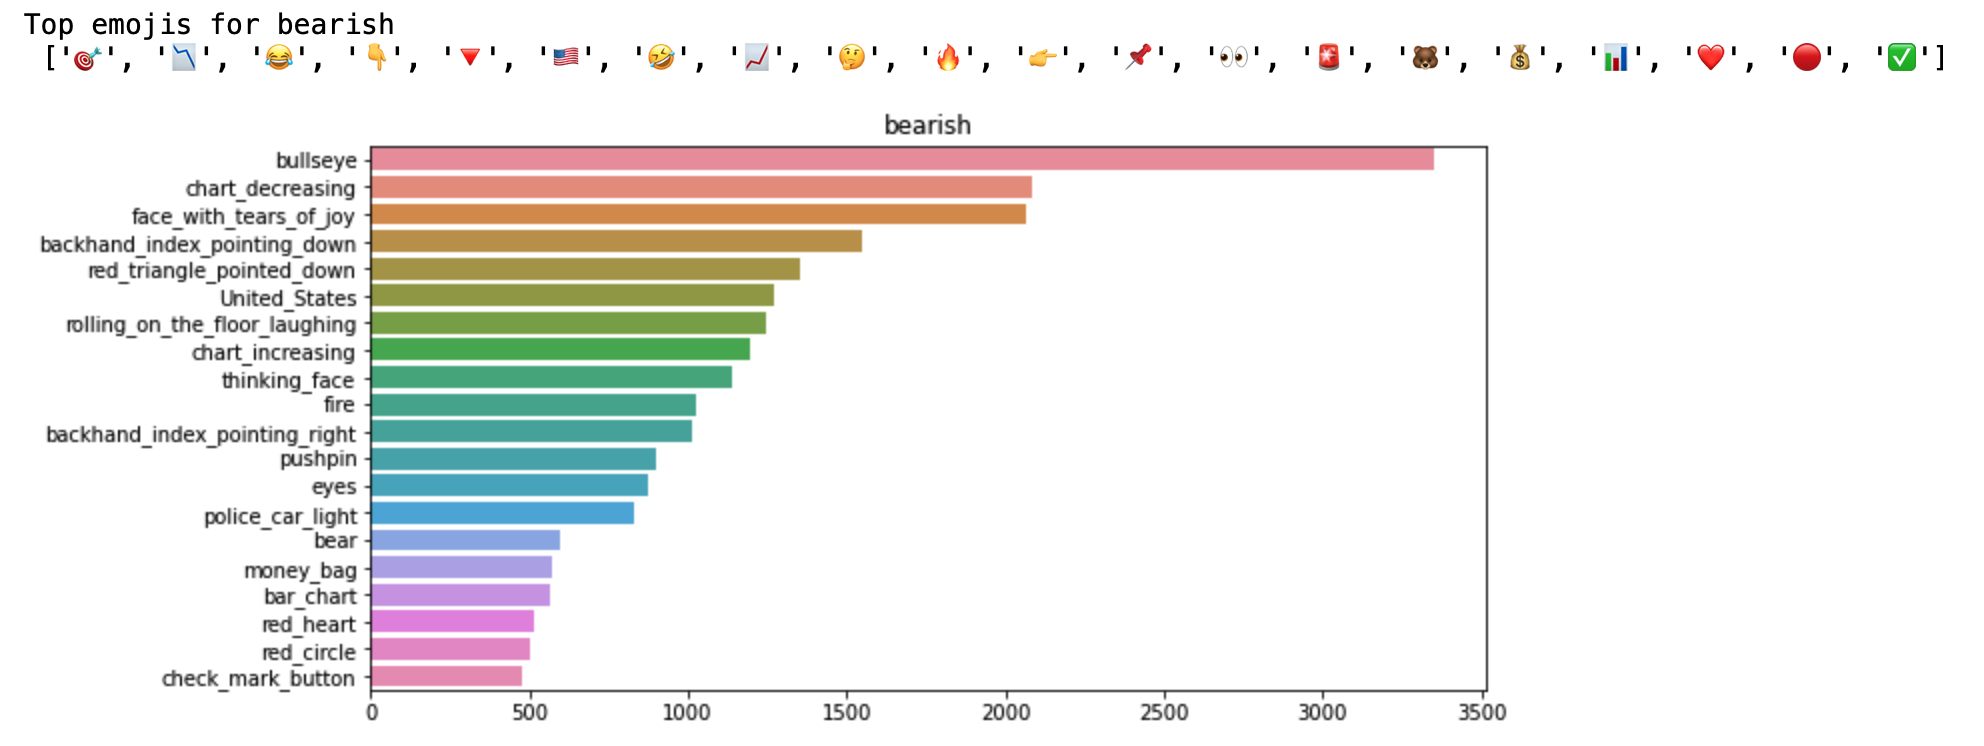 Top emojis for bearish
['🎯', '📉', '😂', '👇', '🔻', '🇺🇸', '🤣', '📈', '🤔', '🔥', '👉', '📌', '👀', '🚨', '🐻', '💰', '📊', '❤️', '🔴', '✅']
bearish
bullseye
chart_decreasing
face_with_tears_of_joy
backhand_index_pointing_down
red_triangle_pointed_down
United_States
rolling_on_the_floor_laughing
chart_increasing
thinking_face
fire
backhand_index_pointing_right
pushpin
eyes
police_car_light
bear
money_bag
bar_chart
red_heart
red_circle
check_mark_button
0 500 1000 1500 2000 2500 3000 3500